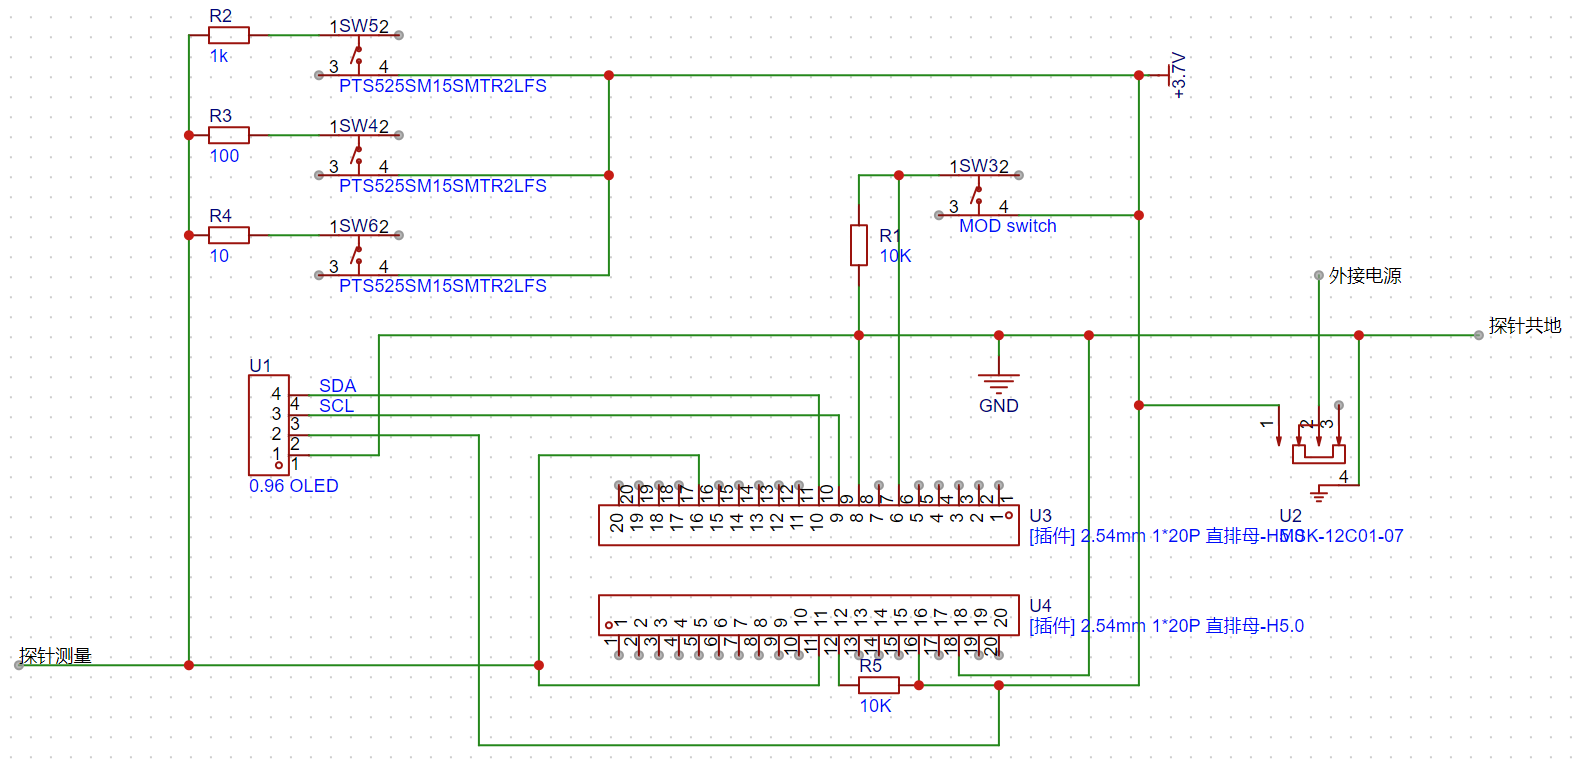 R2
1k
1SW52
3 4
PTS525SM15SMTR2LFS
+3.7V
R3
100
1SW42
3 4
PTS525SM15SMTR2LFS
R4
10
1SW62
3 4
PTS525SM15SMTR2LFS
1SW32
3 4
MOD switch
R1
10K
外接电源
探针共地
GND
U1
4 SDA
4
3 SCL
3
2
2
1
1
0.96 OLED
1 2 3
4
U2
MSK-12C01-07
20 19 18 17 16 15 14 13 12 11 10 9 8 7 6 5 4 3 2 1
20 19 18 17 16 15 14 13 12 11 10 9 8 7 6 5 4 3 2 1
U3
[插件] 2.54mm 1*20P 直排母-H5.0
1 2 3 4 5 6 7 8 9 10 11 12 13 14 15 16 17 18 19 20
1 2 3 4 5 6 7 8 9 10 11 12 13 14 15 16 17 18 19 20
U4
[插件] 2.54mm 1*20P 直排母-H5.0
探针测量
R5
10K